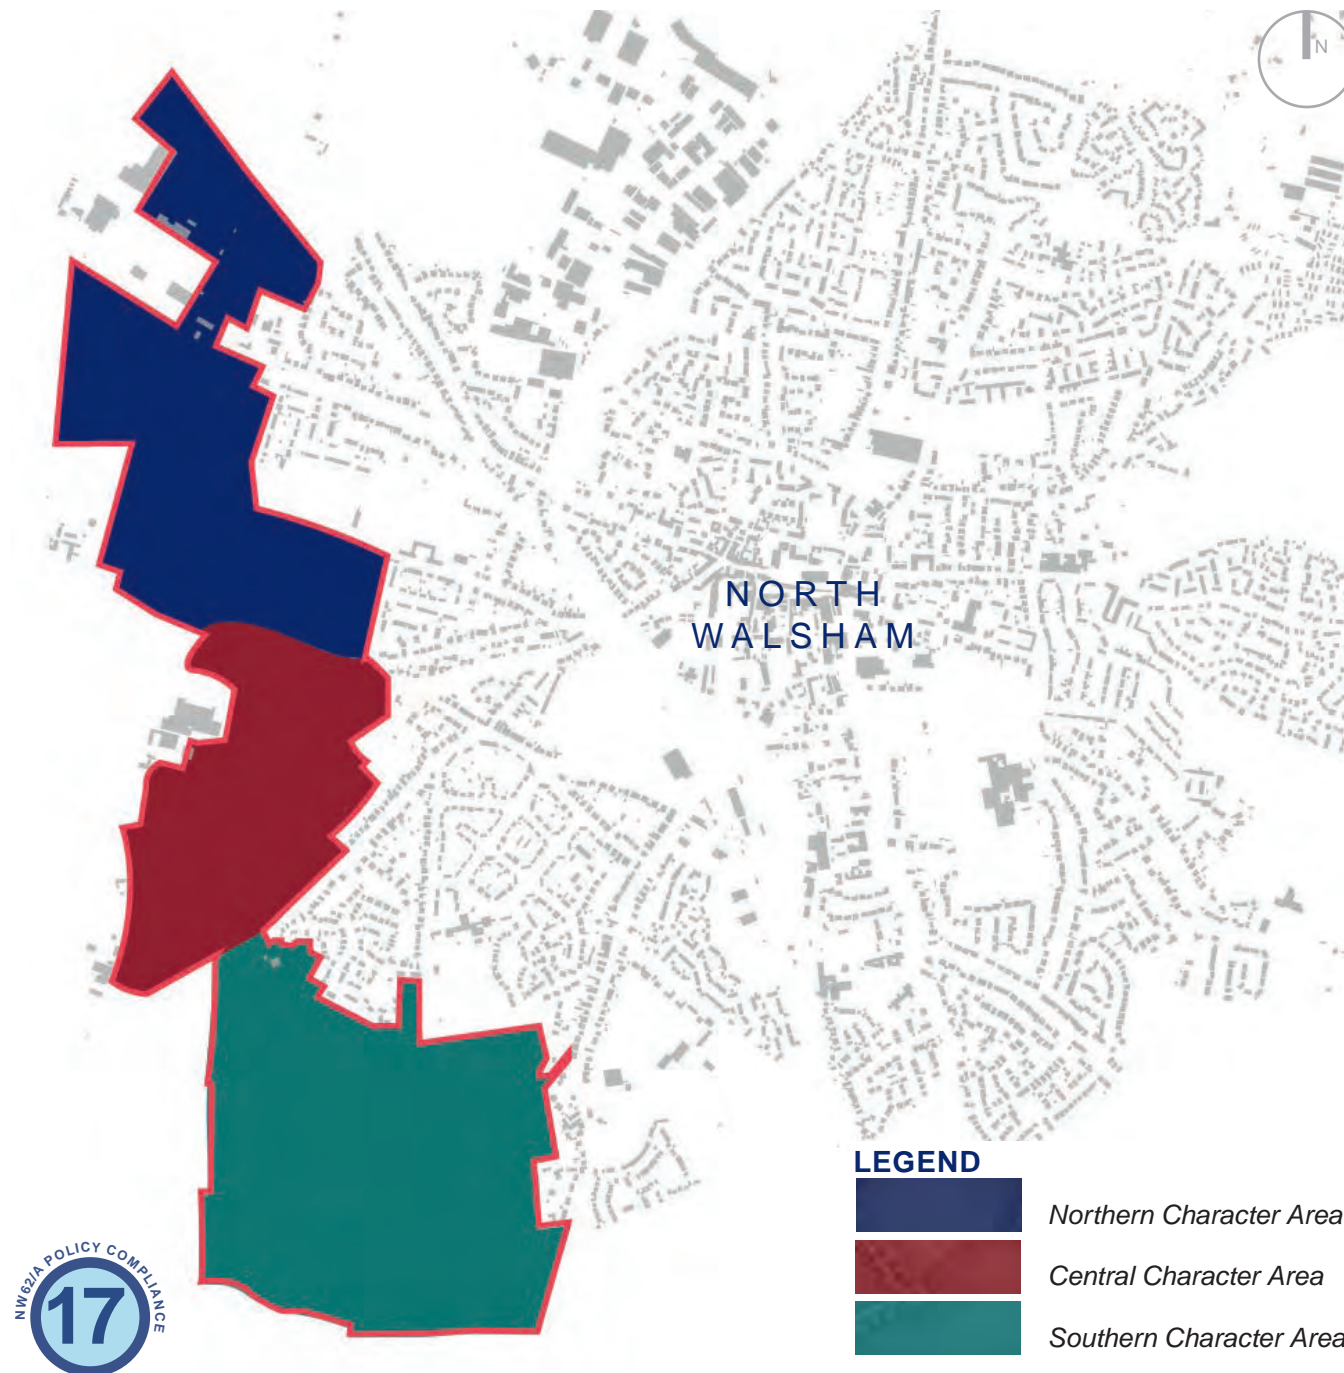 N
NORTH
WALSHAM
LEGEND
Northern Character Area
Central Character Area
Southern Character Area
NW62/A POLICY COMPLIANCE
17